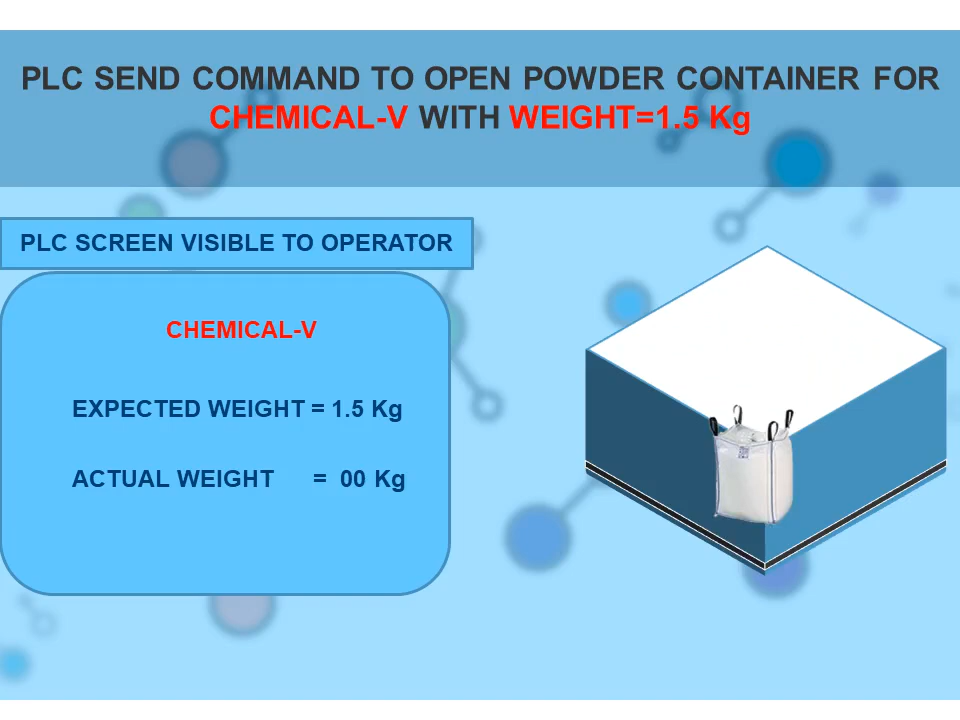 PLC SEND COMMAND TO OPEN POWDER CONTAINER FOR
CHEMICAL-V WITH WEIGHT=1.5 Kg
PLC SCREEN VISIBLE TO OPERATOR
CHEMICAL-V
EXPECTED WEIGHT = 1.5 Kg
ACTUAL WEIGHT = 00 Kg